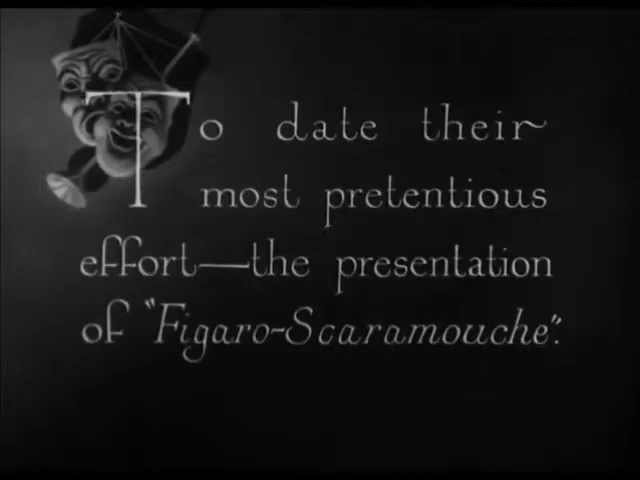 To date their
most pretentious
effort—the presentation
of "Figaro-Scaramouche".